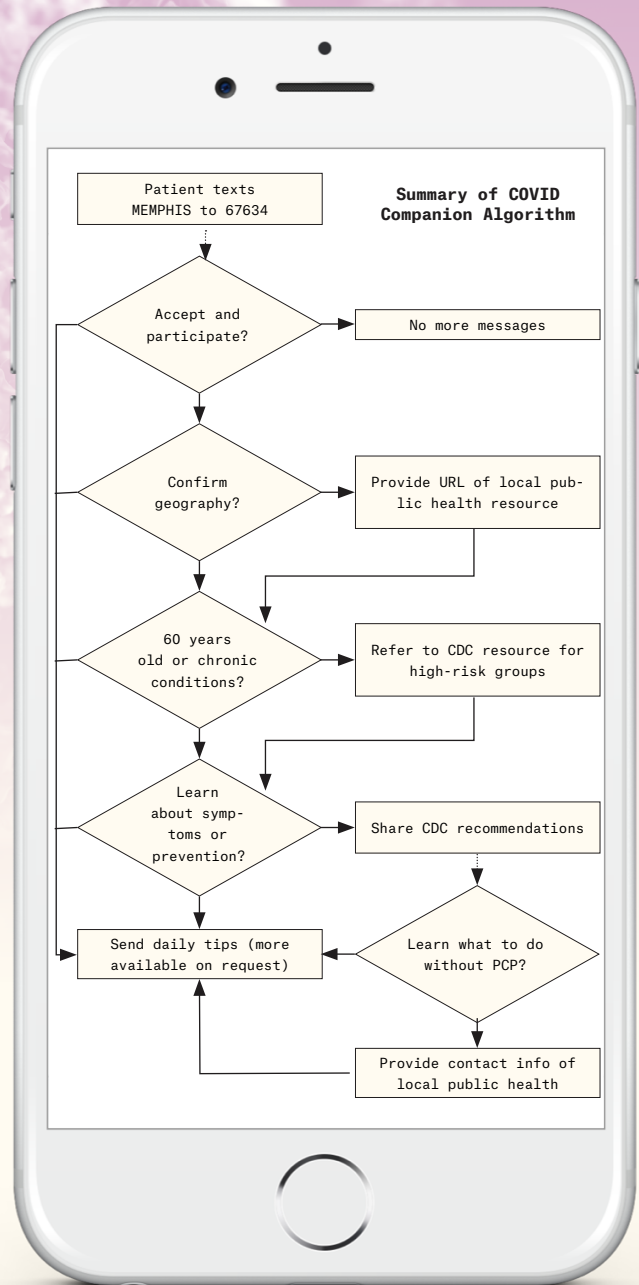 Patient texts
MEMPHIS to 67634
Summary of COVID
Companion Algorithm
Accept and
participate?
No more messages
Confirm
geography?
Provide URL of local pub-
lic health resource
60 years
old or chronic
conditions?
Refer to CDC resource for
high-risk groups
Learn
about symp-
toms or
prevention?
Share CDC recommendations
Send daily tips (more
available on request)
Learn what to do
without PCP?
Provide contact info of
local public health